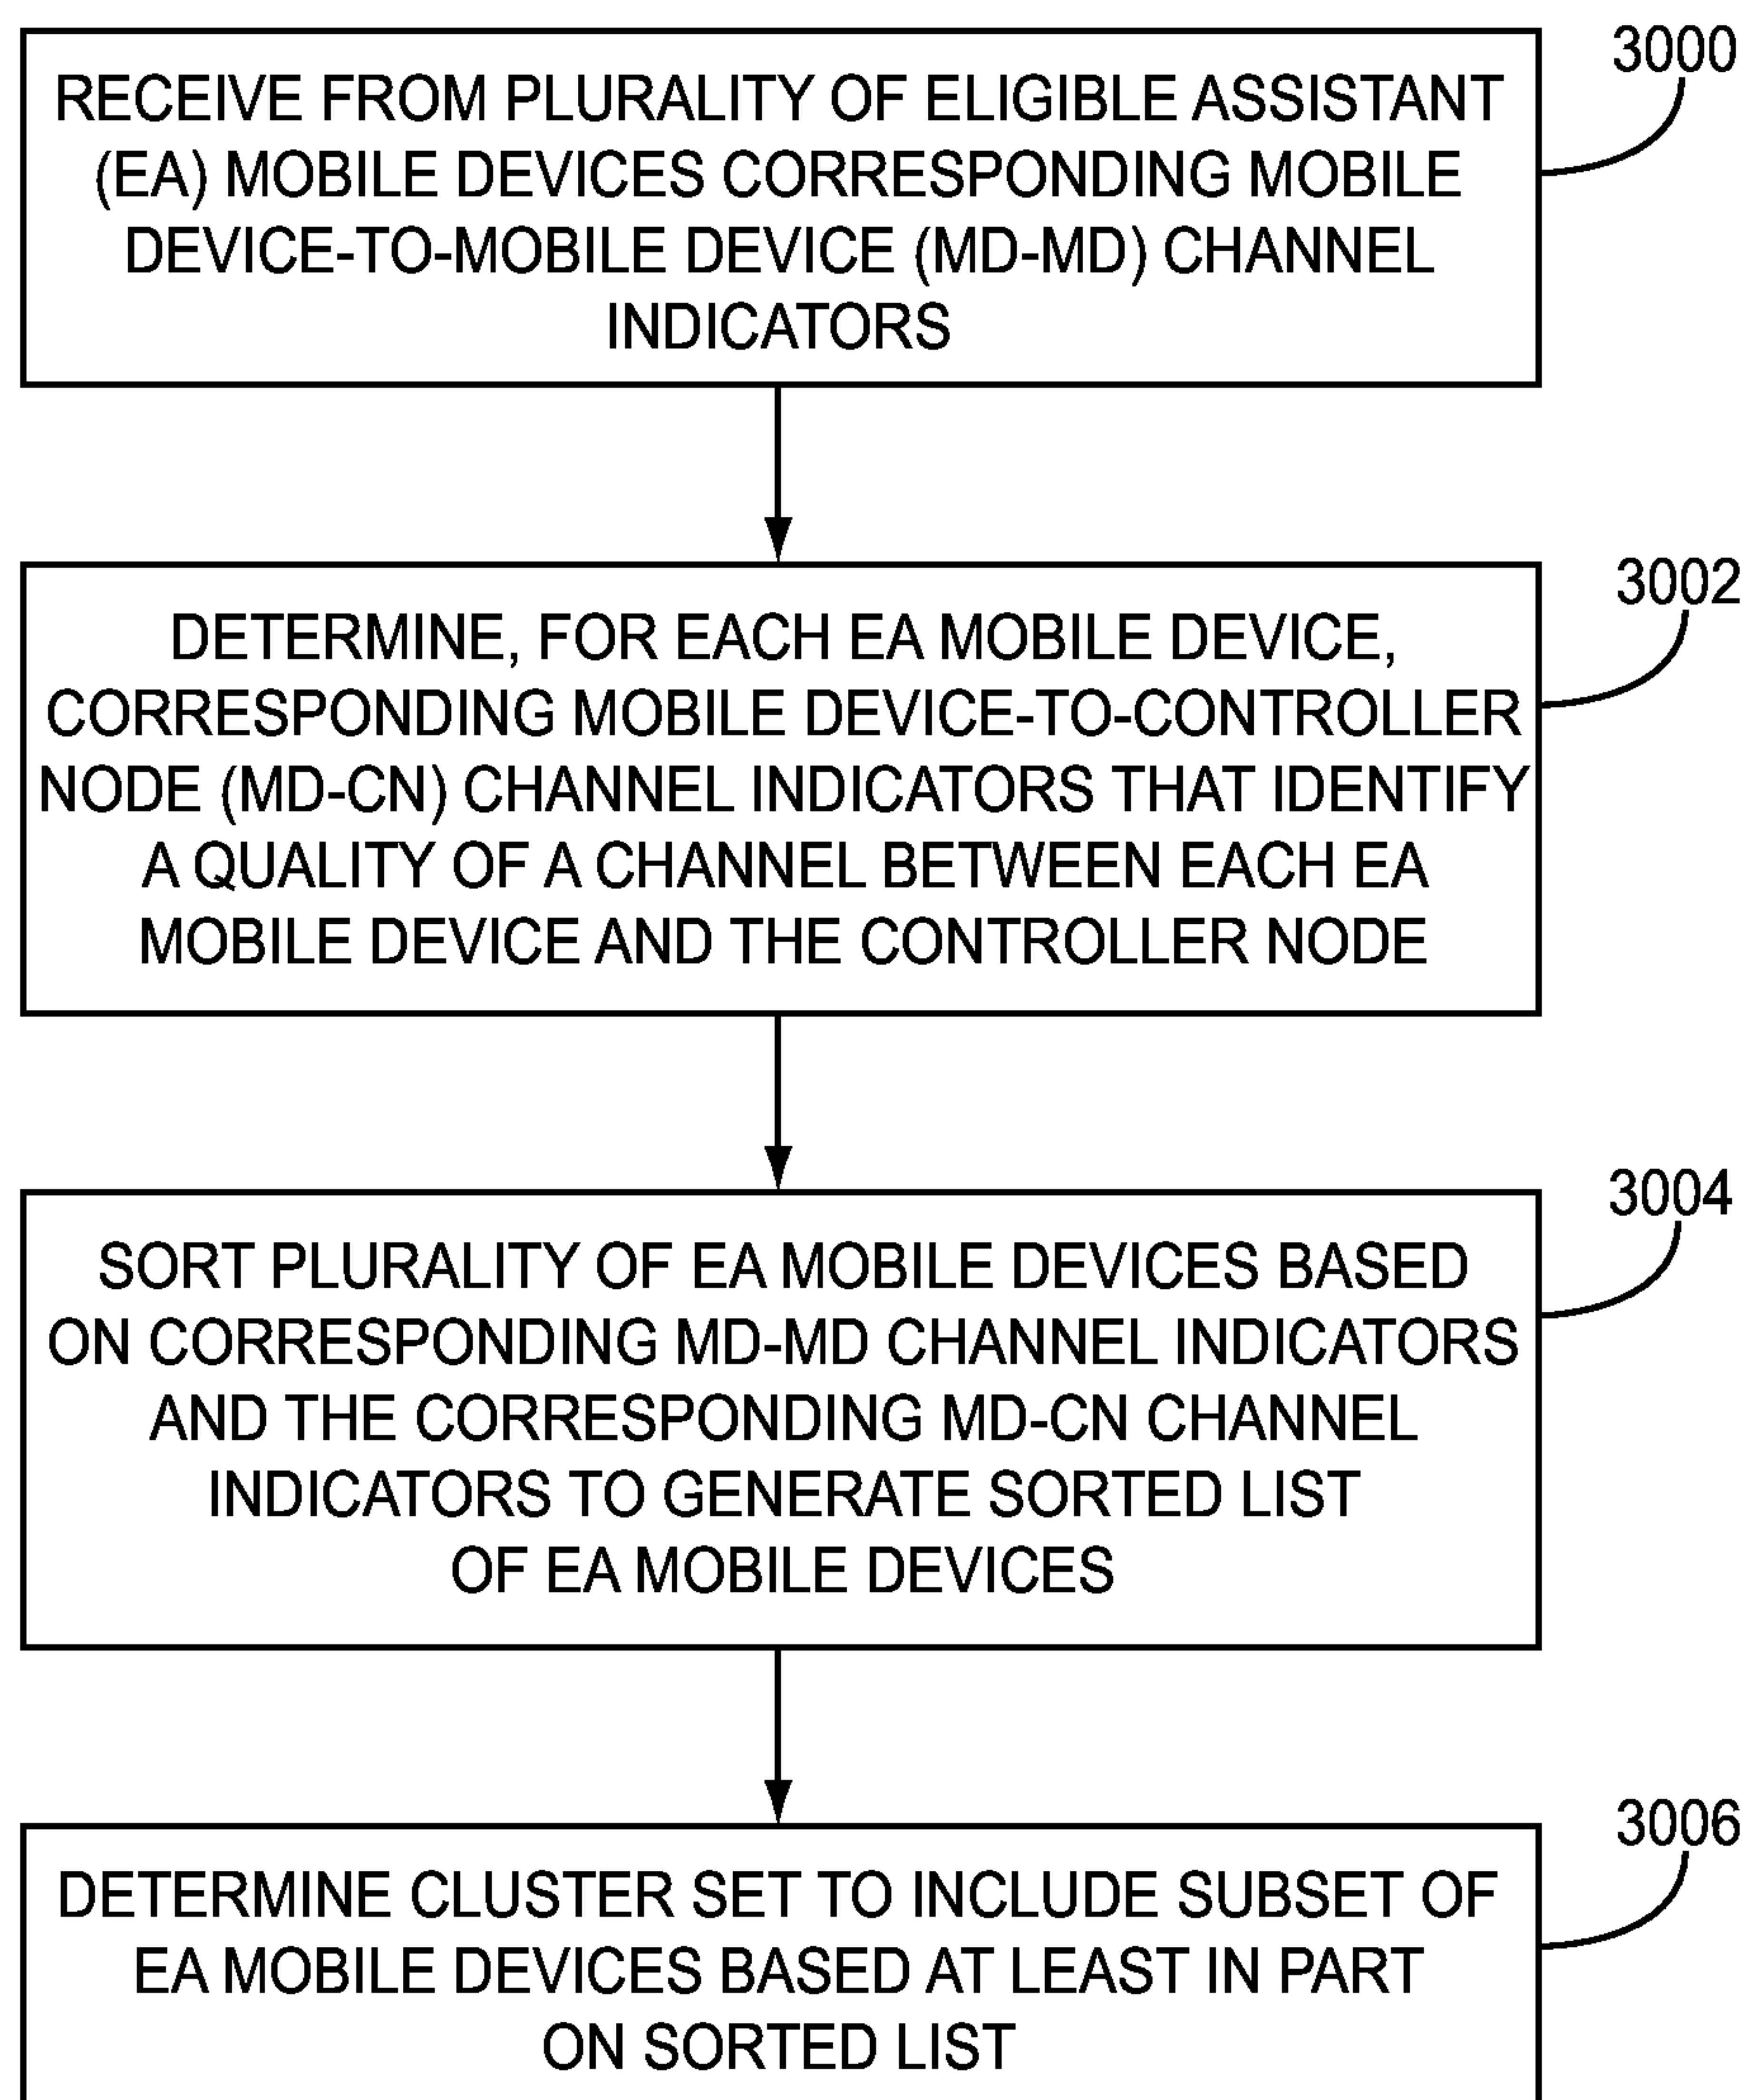 3000
RECEIVE FROM PLURALITY OF ELIGIBLE ASSISTANT
(EA) MOBILE DEVICES CORRESPONDING MOBILE
DEVICE-TO-MOBILE DEVICE (MD-MD) CHANNEL
INDICATORS
3002
DETERMINE, FOR EACH EA MOBILE DEVICE,
CORRESPONDING MOBILE DEVICE-TO-CONTROLLER
NODE (MD-CN) CHANNEL INDICATORS THAT IDENTIFY
A QUALITY OF A CHANNEL BETWEEN EACH EA
MOBILE DEVICE AND THE CONTROLLER NODE
3004
SORT PLURALITY OF EA MOBILE DEVICES BASED
ON CORRESPONDING MD-MD CHANNEL INDICATORS
AND THE CORRESPONDING MD-CN CHANNEL
INDICATORS TO GENERATE SORTED LIST
OF EA MOBILE DEVICES
3006
DETERMINE CLUSTER SET TO INCLUDE SUBSET OF
EA MOBILE DEVICES BASED AT LEAST IN PART
ON SORTED LIST